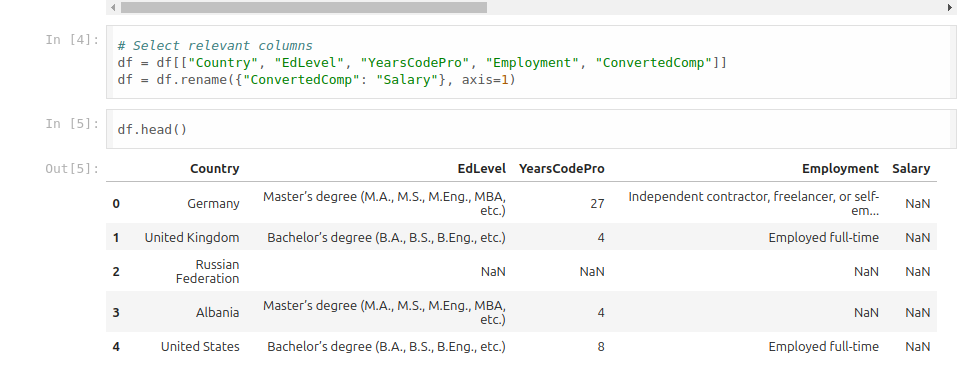 In [4]:
# Select relevant columns
df = df[["Country", "EdLevel", "YearsCodePro", "Employment", "ConvertedComp"]]
df = df.rename({"ConvertedComp": "Salary"}, axis=1)
In [5]:
df.head()
Out[5]:
Country EdLevel YearsCodePro Employment Salary
0 Germany Master’s degree (M.A., M.S., M.Eng., MBA, etc.) 27 Independent contractor, freelancer, or self-em... NaN
1 United Kingdom Bachelor’s degree (B.A., B.S., B.Eng., etc.) 4 Employed full-time NaN
2 Russian Federation NaN NaN NaN NaN
3 Albania Master’s degree (M.A., M.S., M.Eng., MBA, etc.) 4 NaN NaN
4 United States Bachelor’s degree (B.A., B.S., B.Eng., etc.) 8 Employed full-time NaN